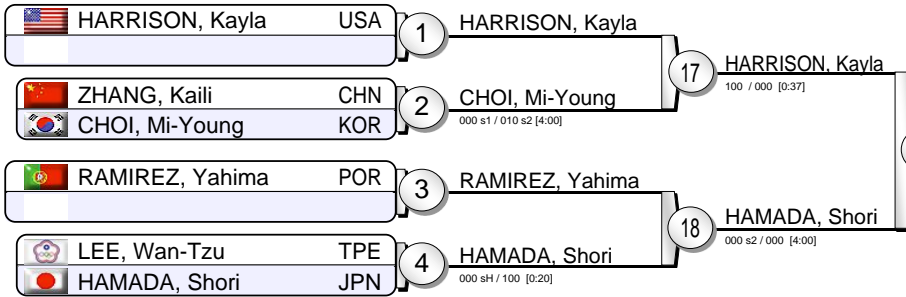 HARRISON, Kayla USA
1
HARRISON, Kayla
ZHANG, Kaili CHN
CHOI, Mi-Young KOR
2
CHOI, Mi-Young
000 s1 / 010 s2 [4:00]
17
HARRISON, Kayla
100 / 000 [0:37]
RAMIREZ, Yahima POR
3
RAMIREZ, Yahima
LEE, Wan-Tzu TPE
HAMADA, Shori JPN
4
HAMADA, Shori
000 sH / 100 [0:20]
18
HAMADA, Shori
000 s2 / 000 [4:00]